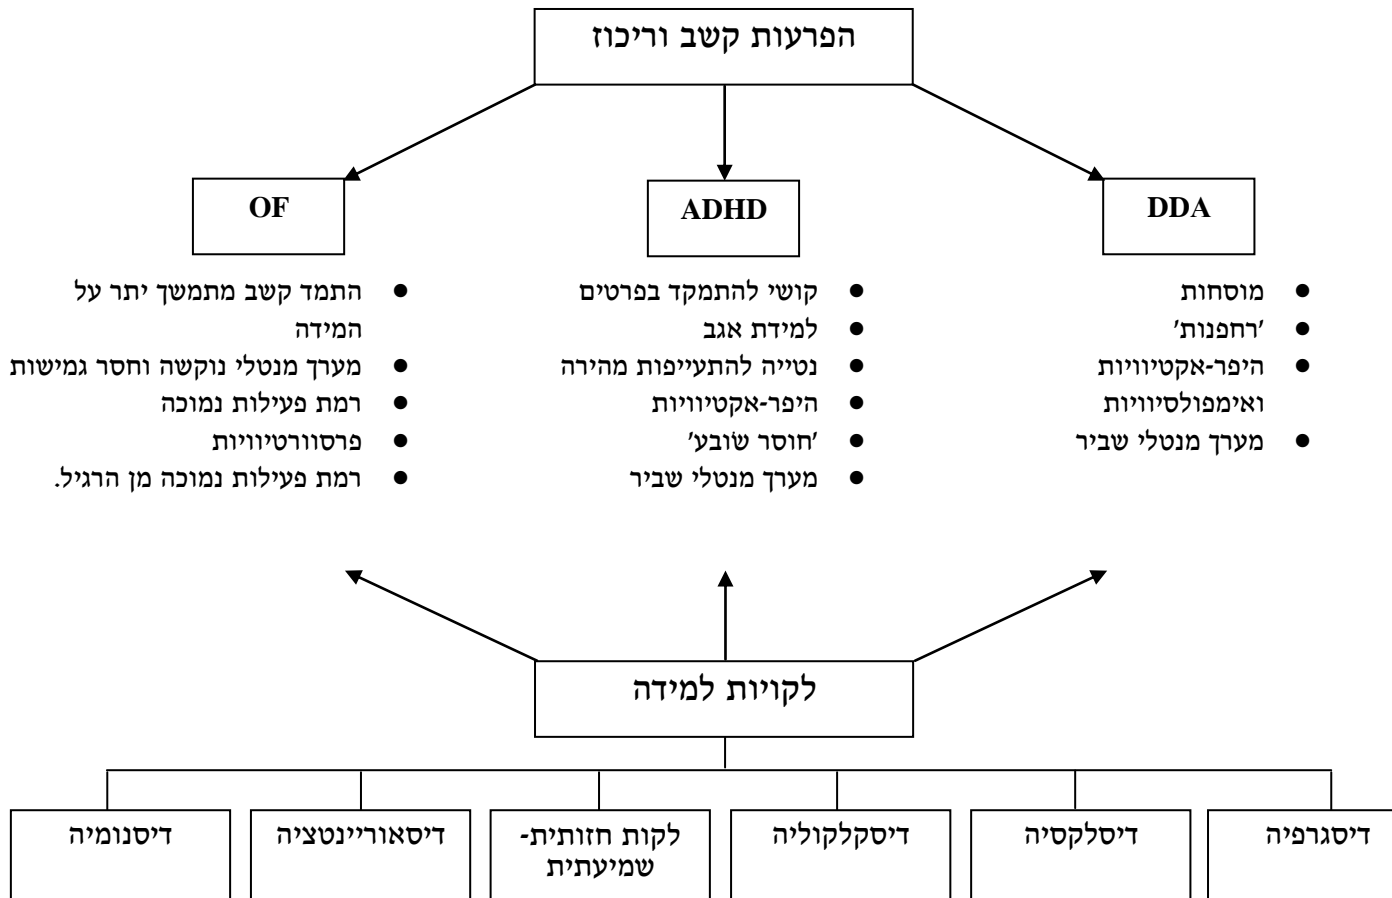 הפרעות קשב וריכוז
DDA
מוסחות
'רחפנות'
היפר-אקטיוויות
ואימפולסיוויות
מערך מנטלי שביר
ADHD
קושי להתמקד בפרטים
למידת אגב
נטייה להתעייפות מהירה
היפר-אקטיוויות
'חוסר שׂובע'
מערך מנטלי שביר
OF
התמד קשב מתמשך יתר על
המידה
מערך מנטלי נוקשה וחסר גמישות
רמת פעילות נמוכה
פרסוורטיוויות
רמת פעילות נמוכה מן הרגיל.
לקויות למידה
דיסגרפיה
דיסלקסיה
דיסקלקוליה
לקות חזותית-
שמיעתית
דיסאוריינטציה
דיסנומיה